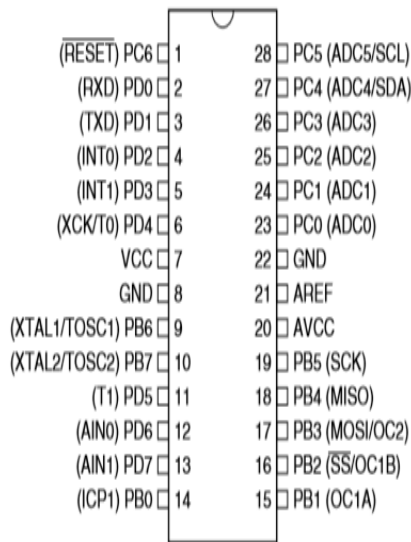 (RESET) PC6 1 28 PC5 (ADC5/SCL)
(RXD) PD0 2 27 PC4 (ADC4/SDA)
(TXD) PD1 3 26 PC3 (ADC3)
(INT0) PD2 4 25 PC2 (ADC2)
(INT1) PD3 5 24 PC1 (ADC1)
(XCK/T0) PD4 6 23 PC0 (ADC0)
VCC 7 22 GND
GND 8 21 AREF
(XTAL1/TOSC1) PB6 9 20 AVCC
(XTAL2/TOSC2) PB7 10 19 PB5 (SCK)
(T1) PD5 11 18 PB4 (MISO)
(AIN0) PD6 12 17 PB3 (MOSI/OC2)
(AIN1) PD7 13 16 PB2 (SS/OC1B)
(ICP1) PB0 14 15 PB1 (OC1A)